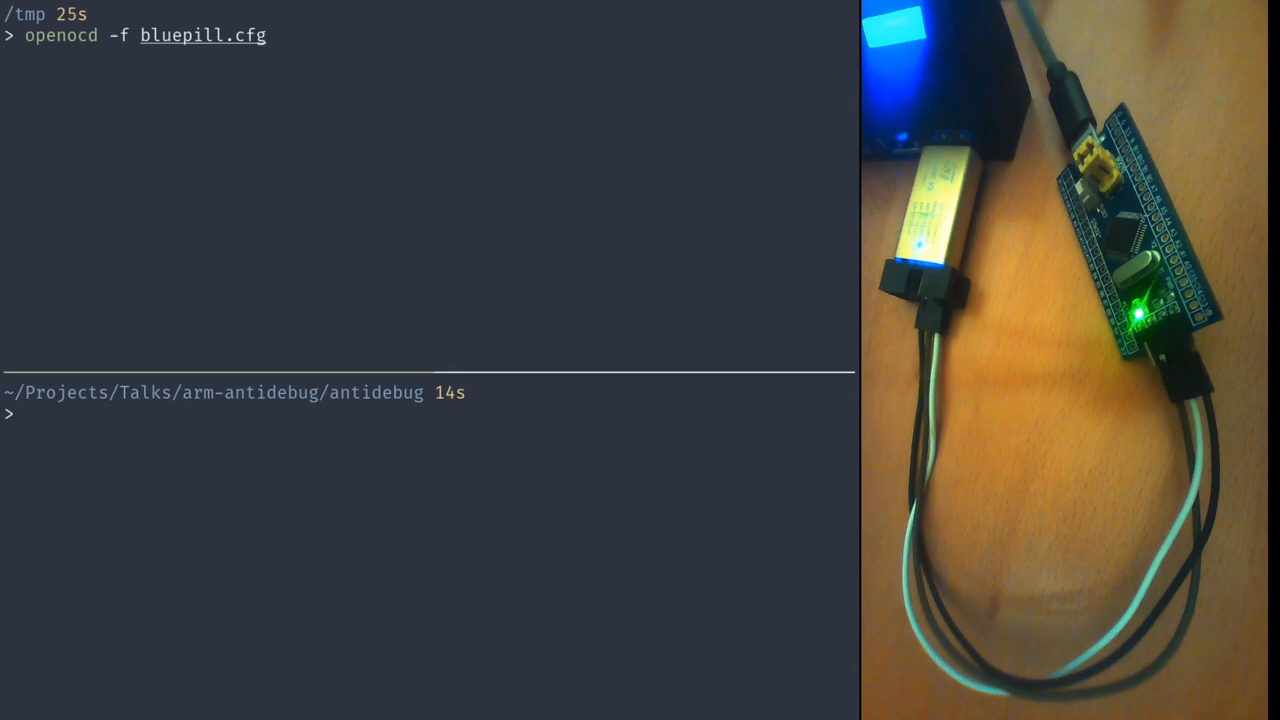 /tmp 25s
> openocd -f bluepill.cfg
~/Projects/Talks/arm-antidebug/antidebug 14s
>